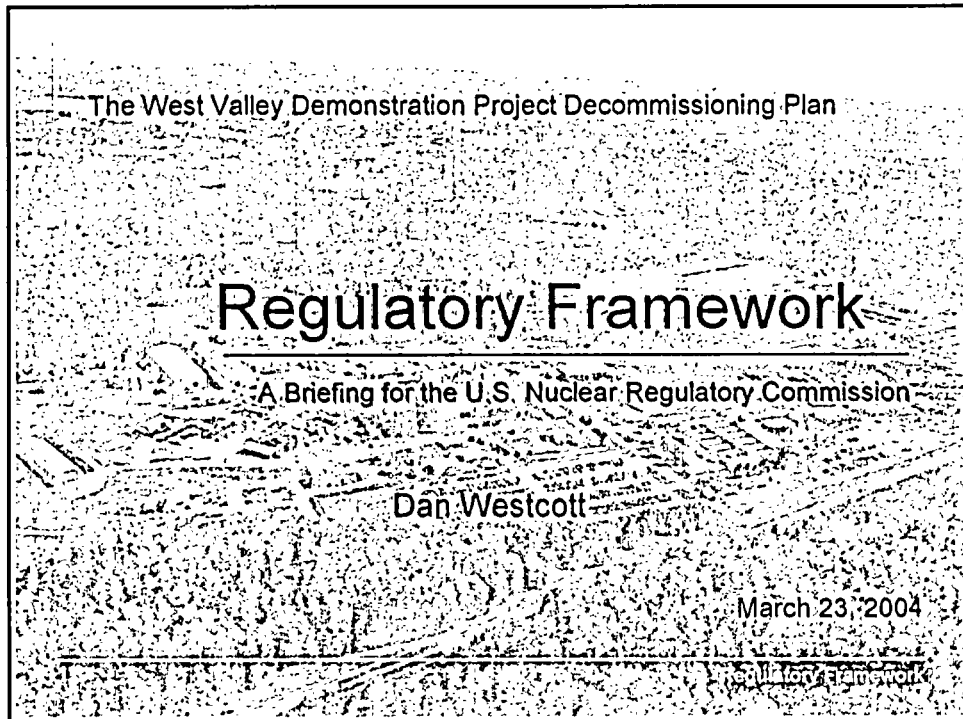 The West Valley Demonstration Project Decommissioning Plan
Regulatory Framework
A Briefing for the U.S. Nuclear Regulatory Commission
Dan Westcott
March 23, 2004
Regulatory Framework